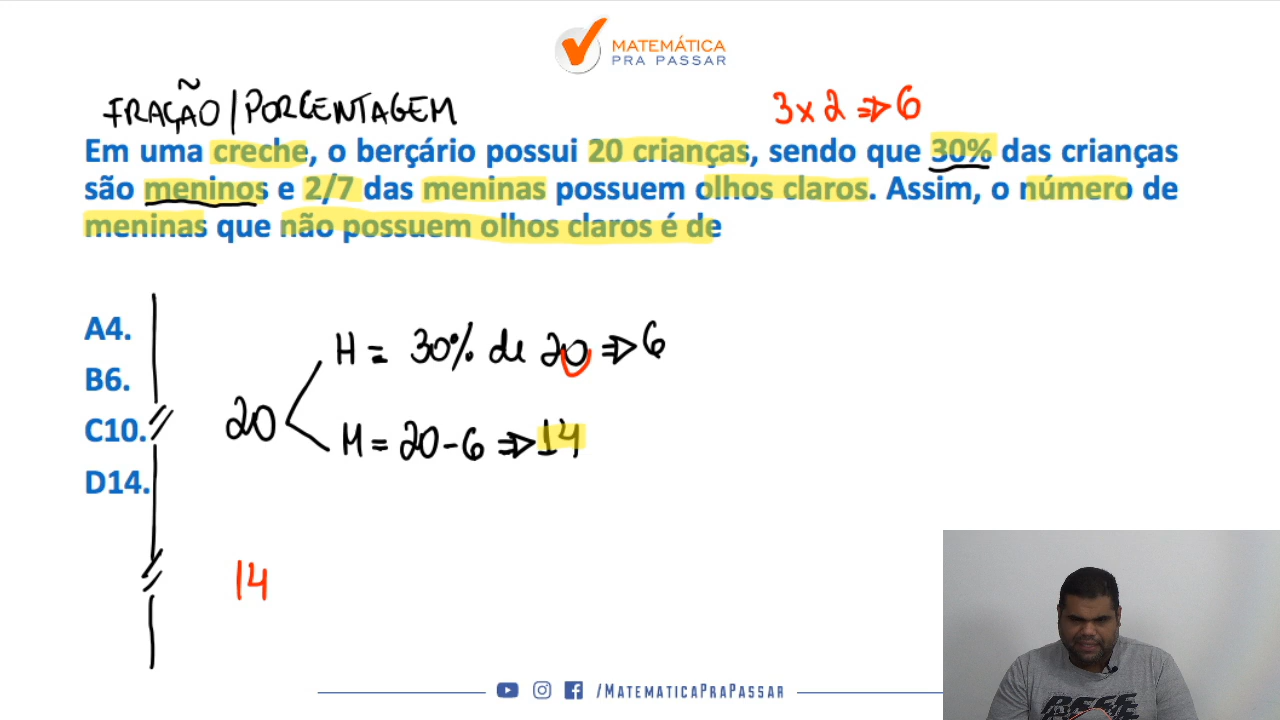 MATEMÁTICA
PRA PASSAR
FRAÇÃO/PORCENTAGEM
3x2 ⇒ 6
Em uma creche, o berçário possui 20 crianças, sendo que 30% das crianças
são meninos e 2/7 das meninas possuem olhos claros. Assim, o número de
meninas que não possuem olhos claros é de
A4.
B6.
C10.
D14.
20
H = 30% de 20 ⇒ 6
M = 20-6 ⇒ 14
14
/MATEMATICAPRAPASSAR